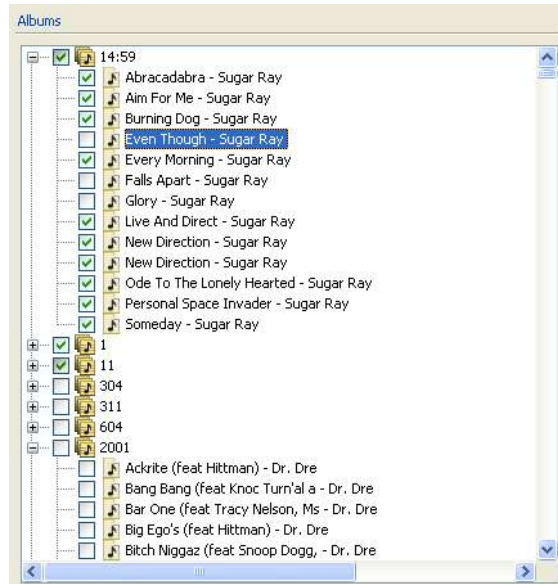 Albums
14:59
Abracadabra - Sugar Ray
Aim For Me - Sugar Ray
Burning Dog - Sugar Ray
Even Though - Sugar Ray
Every Morning - Sugar Ray
Falls Apart - Sugar Ray
Glory - Sugar Ray
Live And Direct - Sugar Ray
New Direction - Sugar Ray
New Direction - Sugar Ray
Ode To The Lonely Hearted - Sugar Ray
Personal Space Invader - Sugar Ray
Someday - Sugar Ray
1
11
304
311
604
2001
Ackrite (feat Hittman) - Dr. Dre
Bang Bang (feat Knoc Turn'al a - Dr. Dre
Bar One (feat Tracy Nelson, Ms - Dr. Dre
Big Ego's (feat Hittman) - Dr. Dre
Bitch Niggaz (feat Snoop Dogg, - Dr. Dre